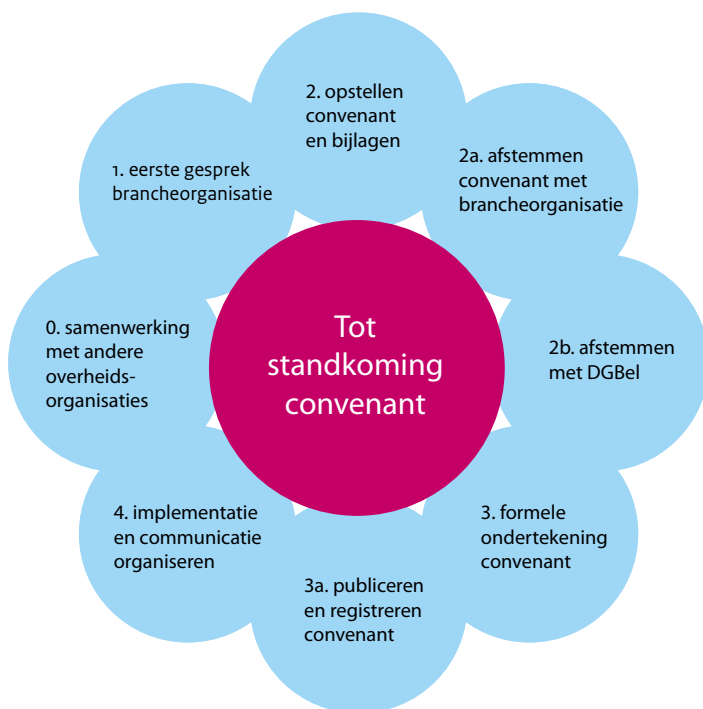 2. opstellen
convenant
en bijlagen
2a. afstemmen
convenant met
brancheorganisatie
2b. afstemmen
met DGBel
3. formele
ondertekening
convenant
3a. publiceren
en registreren
convenant
4. implementatie
en communicatie
organiseren
0. samenwerking
met andere
overheids-
organisaties
1. eerste gesprek
brancheorganisatie
Tot
standkoming
convenant